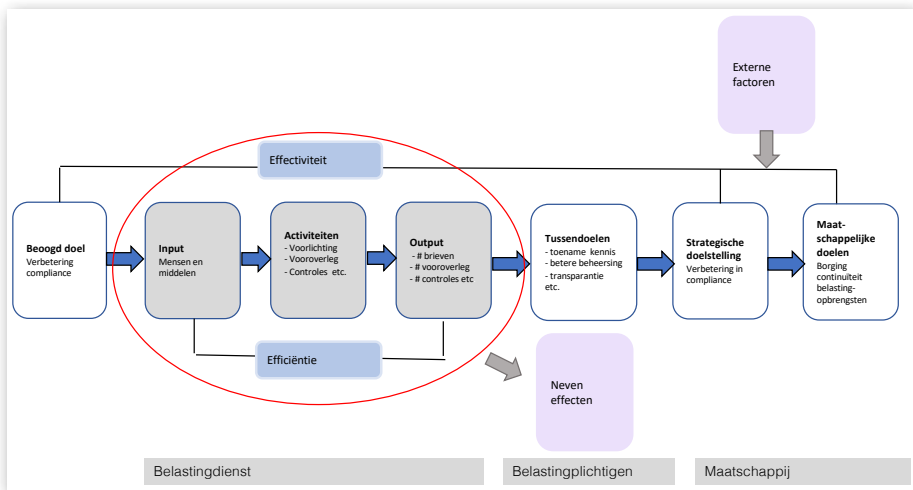 Externe
factoren
Effectiviteit
Beoogd doel
Verbetering
compliance
Input
Mensen en
middelen
Activiteiten
- Voorlichting
- Vooroverleg
- Controles etc.
Output
- # brieven
- # vooroverleg
- # controles etc
Tussendoelen
- toename kennis
- betere beheersing
- transparantie
etc.
Strategische
doelstelling
Verbetering in
compliance
Maat-
schappelijke
doelen
Borging
continuïteit
belasting-
opbrengsten
Efficiëntie
Neven
effecten
Belastingdienst
Belastingplichtigen
Maatschappij